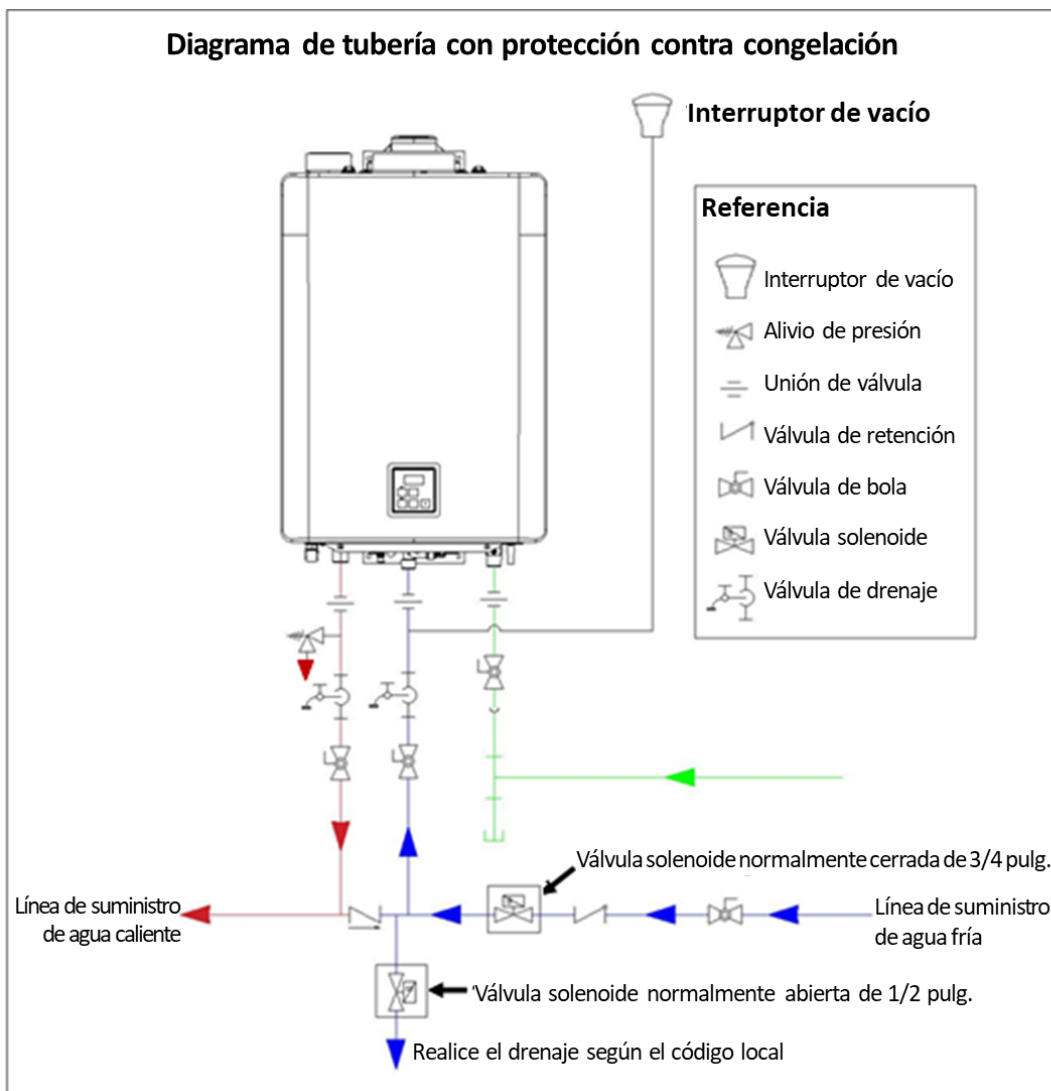 Diagrama de tubería con protección contra congelación
Interruptor de vacío
Referencia
Interruptor de vacío
Alivio de presión
Unión de válvula
Válvula de retención
Válvula de bola
Válvula solenoide
Válvula de drenaje
Válvula solenoide normalmente cerrada de 3/4 pulg.
Línea de suministro
de agua caliente
Línea de suministro
de agua fría
'Válvula solenoide normalmente abierta de 1/2 pulg.
Realice el drenaje según el código local